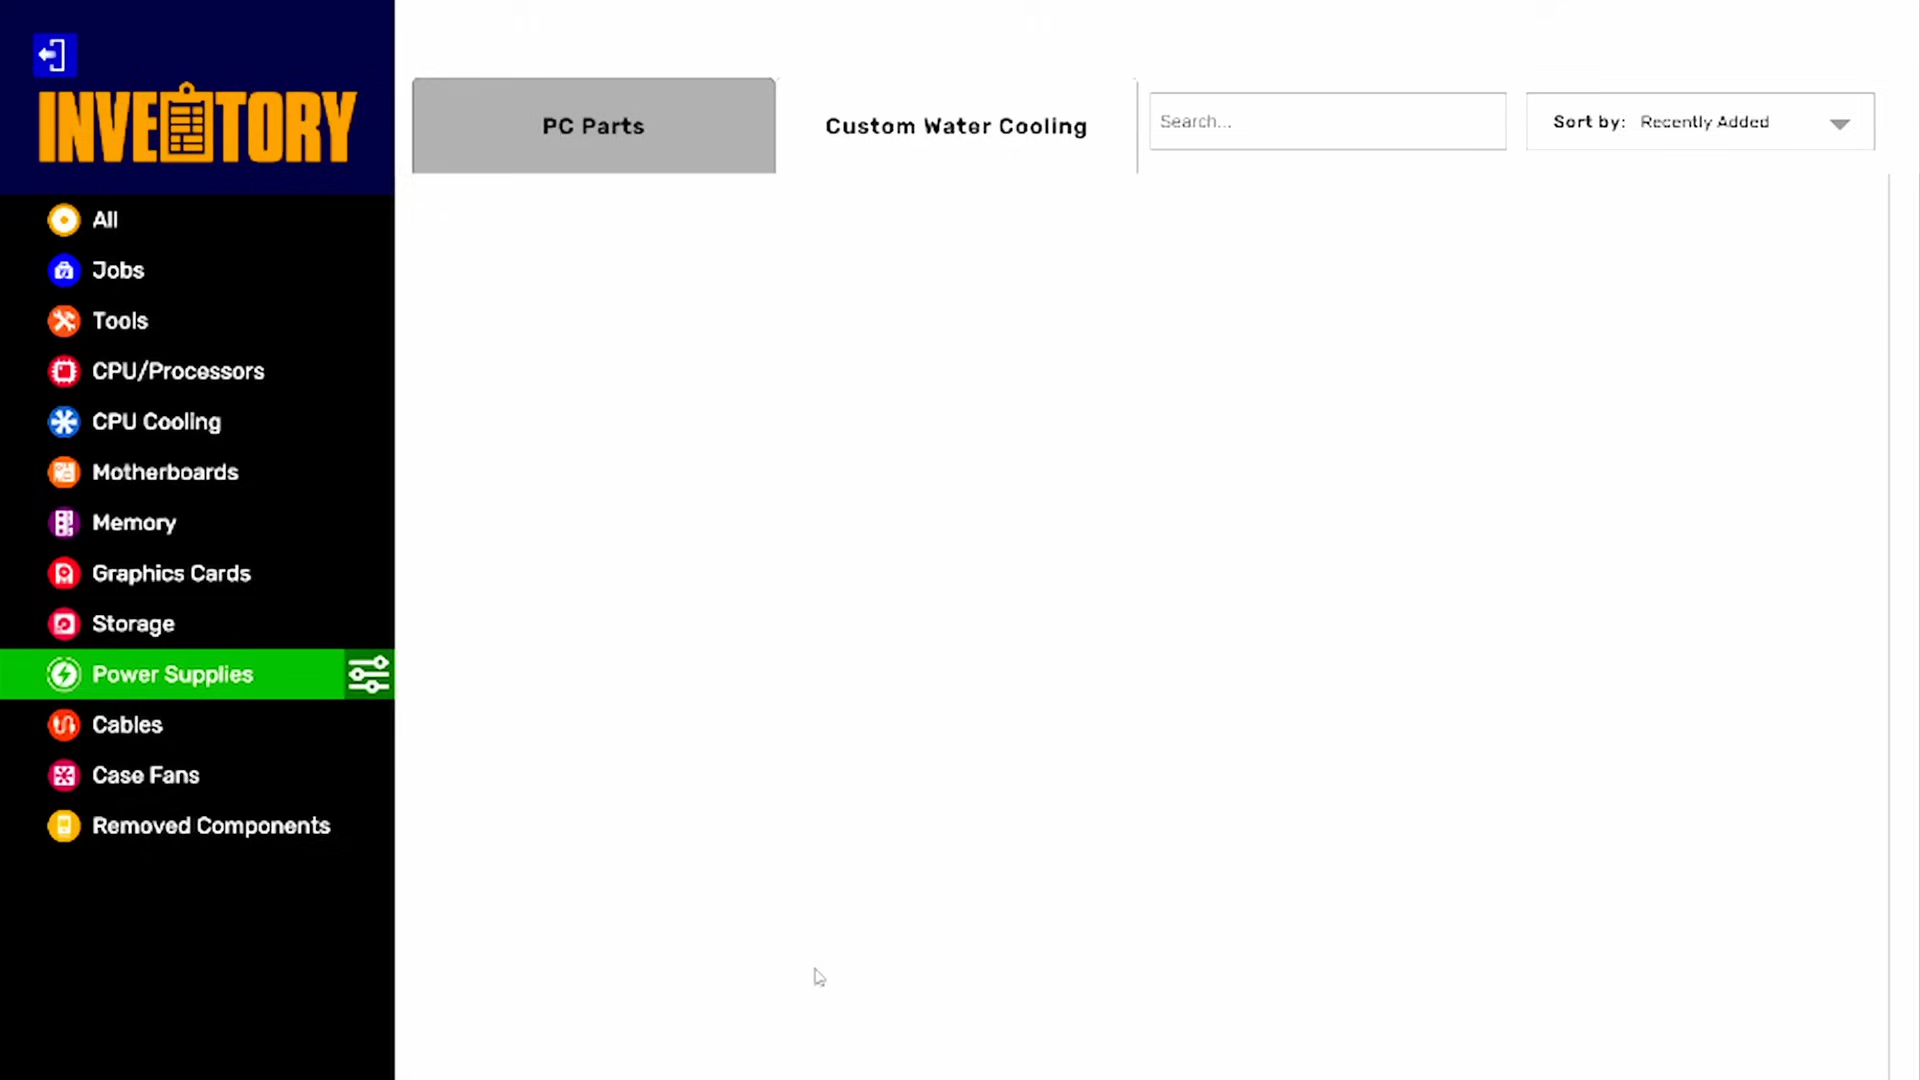 INVENTORY
PC Parts
Custom Water Cooling
Search...
Sort by: Recently Added
All
Jobs
Tools
CPU/Processors
CPU Cooling
Motherboards
Memory
Graphics Cards
Storage
Power Supplies
Cables
Case Fans
Removed Components